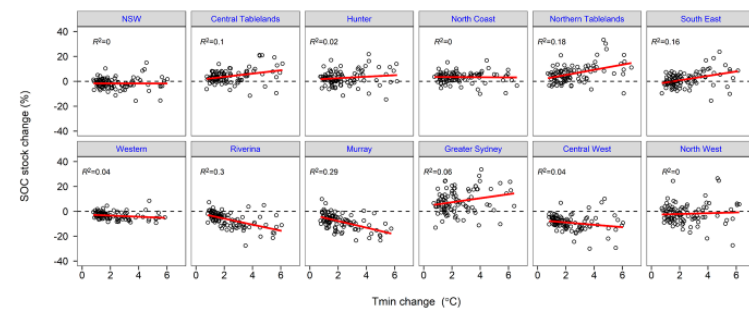 NSW Central Tablelands Hunter North Coast Northern Tablelands South East
40
20
0
-20
-40
R²=0 R²=0.1 R²=0.02 R²=0 R²=0.18 R²=0.16
SOC stock change (%)
Western Riverina Murray Greater Sydney Central West North West
40
20
0
-20
-40
R²=0.04 R²=0.3 R²=0.29 R²=0.06 R²=0.04 R²=0
0 2 4 6 0 2 4 6 0 2 4 6 0 2 4 6 0 2 4 6 0 2 4 6
Tmin change (°C)